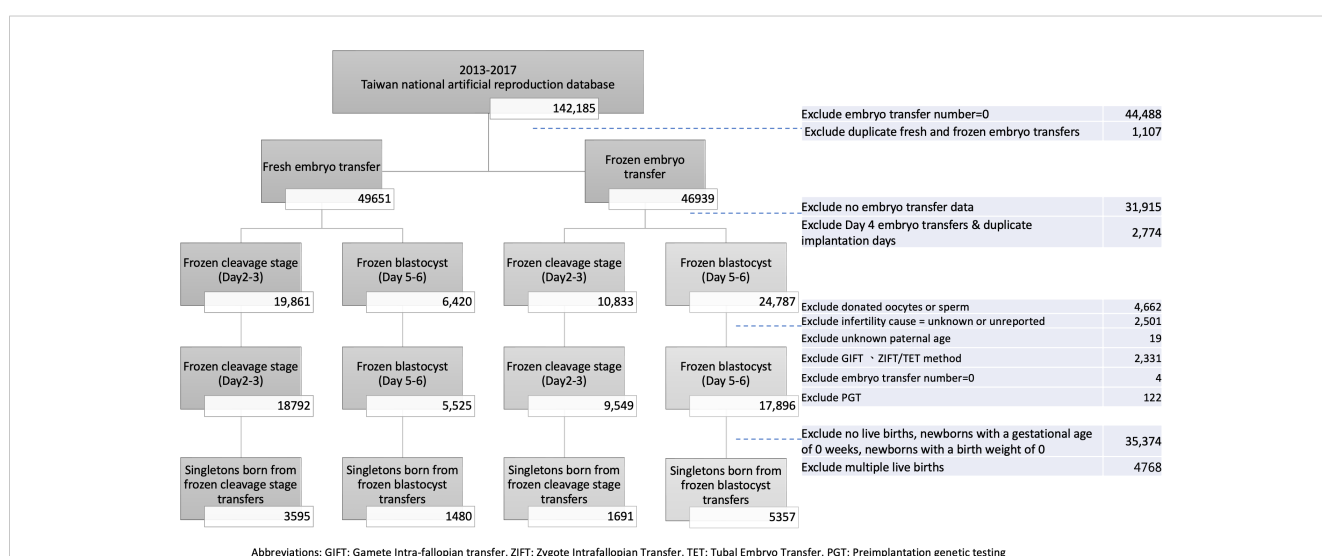 2013-2017
Taiwan national artificial reproduction database
142,185
Exclude embryo transfer number=0 44,488
Exclude duplicate fresh and frozen embryo transfers 1,107
Fresh embryo transfer
49651
Frozen embryo
transfer
46939
Exclude no embryo transfer data 31,915
Exclude Day 4 embryo transfers & duplicate
implantation days 2,774
Frozen cleavage stage
(Day2-3)
19,861
Frozen blastocyst
(Day 5-6)
6,420
Frozen cleavage stage
(Day2-3)
10,833
Frozen blastocyst
(Day 5-6)
24,787
Exclude donated oocytes or sperm 4,662
Exclude infertility cause = unknown or unreported 2,501
Exclude unknown paternal age 19
Exclude GIFT、ZIFT/TET method 2,331
Exclude embryo transfer number=0 4
Exclude PGT 122
Frozen cleavage stage
(Day2-3)
18792
Frozen blastocyst
(Day 5-6)
5,525
Frozen cleavage stage
(Day2-3)
9,549
Frozen blastocyst
(Day 5-6)
17,896
Exclude no live births, newborns with a gestational age
of 0 weeks, newborns with a birth weight of 0 35,374
Exclude multiple live births 4768
Singletons born from
frozen cleavage stage
transfers
3595
Singletons born from
frozen blastocyst
transfers
1480
Singletons born from
frozen cleavage stage
transfers
1691
Singletons born from
frozen blastocyst
transfers
5357
Abbreviations: GIFT: Gamete Intra-fallopian transfer, ZIFT: Zygote Intrafallopian Transfer, TET: Tubal Embryo Transfer, PGT: Preimplantation genetic testing